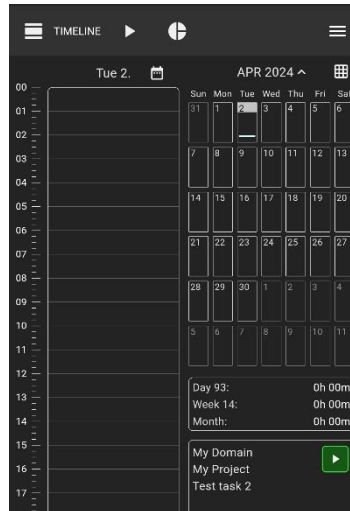 TIMELINE
Tue 2.
APR 2024
00
01
02
03
04
05
06
07
08
09
10
11
12
13
14
15
16
17
Sun Mon Tue Wed Thu Fri Sat
31 1 2 3 4 5 6
7 8 9 10 11 12 13
14 15 16 17 18 19 20
21 22 23 24 25 26 27
28 29 30 1 2 3 4
5 6 7 8 9 10 11
Day 93: 0h 00m
Week 14: 0h 00m
Month: 0h 00m
My Domain
My Project
Test task 2